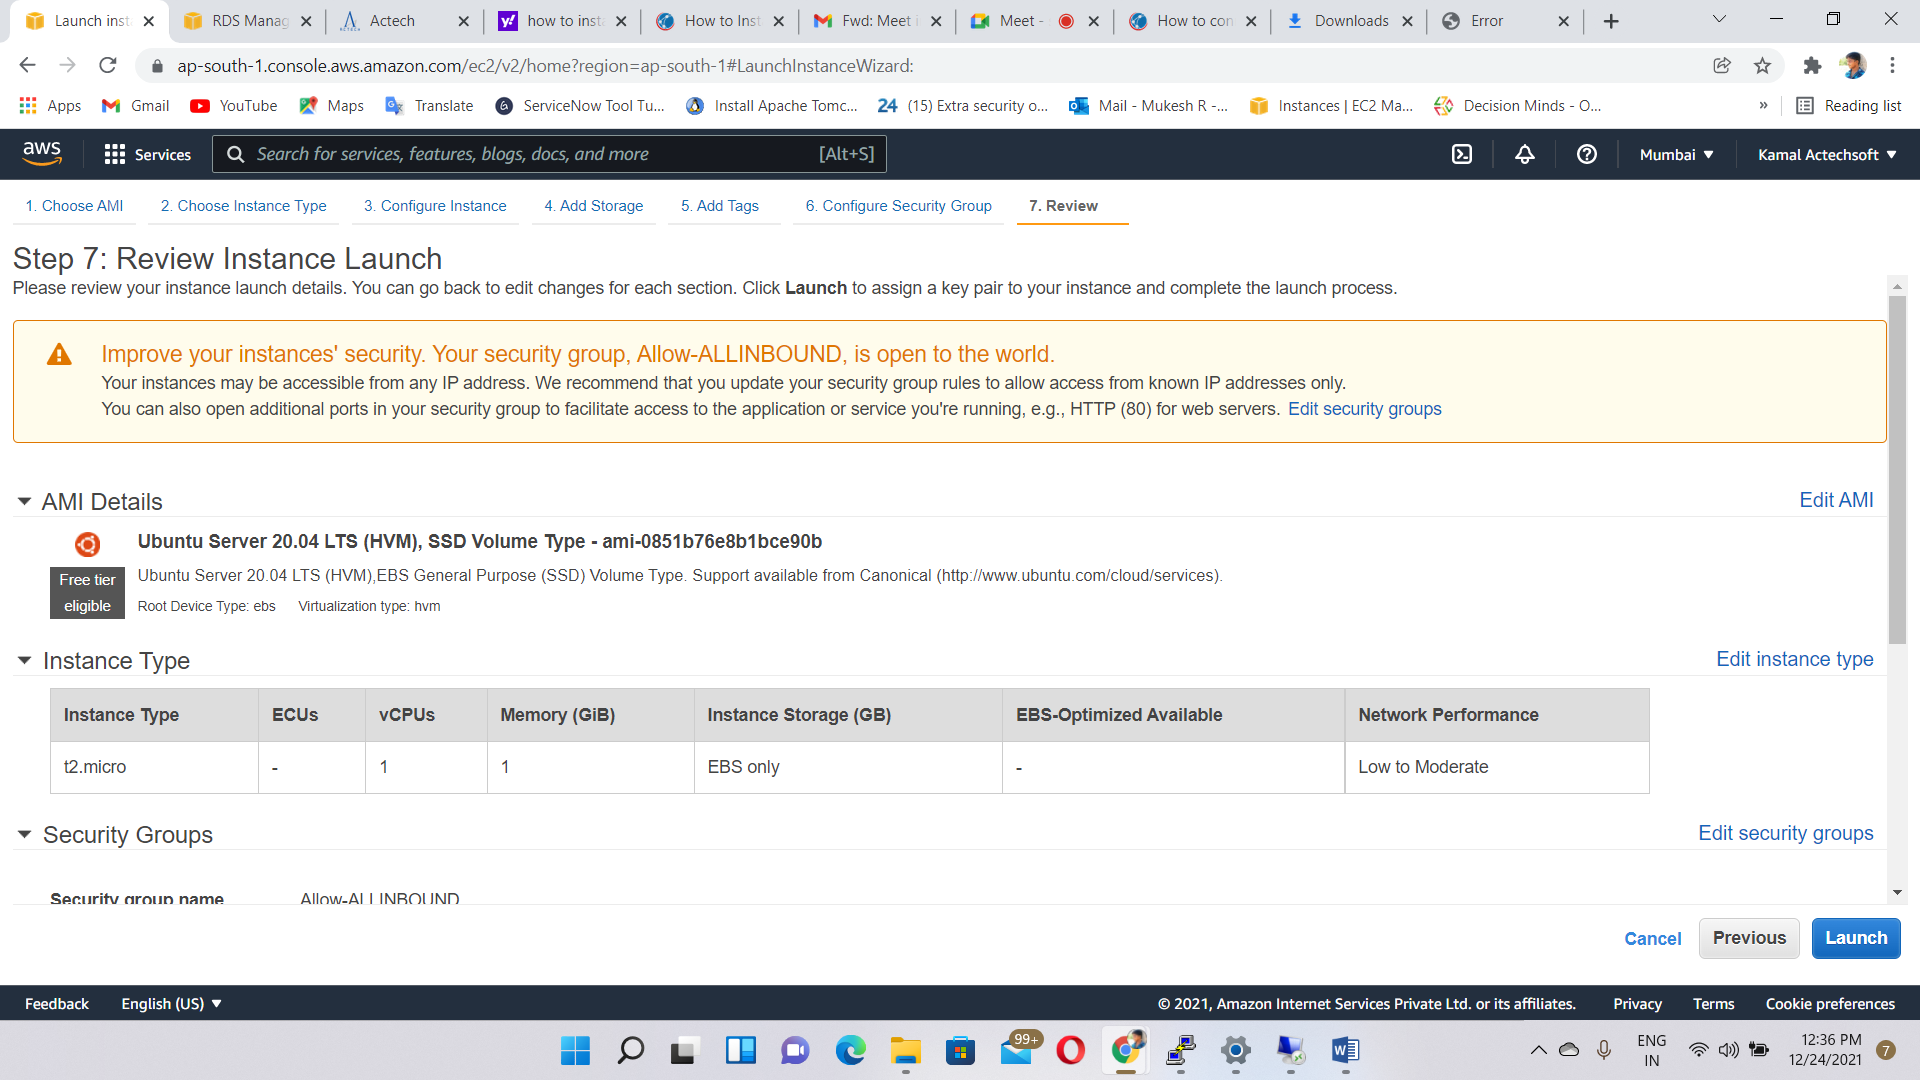 Launch inst
RDS Manag
Actech
how to insta
How to Inst
Fwd: Meet i
Meet -
How to con
Downloads
Error
ap-south-1.console.aws.amazon.com/ec2/v2/home?region=ap-south-1#LaunchInstanceWizard:
Apps
Gmail
YouTube
Maps
Translate
ServiceNow Tool Tu...
Install Apache Tomc...
24 (15) Extra security o...
Mail - Mukesh R -...
Instances | EC2 Ma...
Decision Minds - O...
»
Reading list
aws
Services
Search for services, features, blogs, docs, and more [Alt+S]
Mumbai
Kamal Actechsoft
1. Choose AMI
2. Choose Instance Type
3. Configure Instance
4. Add Storage
5. Add Tags
6. Configure Security Group
7. Review
Step 7: Review Instance Launch
Please review your instance launch details. You can go back to edit changes for each section. Click Launch to assign a key pair to your instance and complete the launch process.
Improve your instances' security. Your security group, Allow-ALLINBOUND, is open to the world.
Your instances may be accessible from any IP address. We recommend that you update your security group rules to allow access from known IP addresses only.
You can also open additional ports in your security group to facilitate access to the application or service you're running, e.g., HTTP (80) for web servers. Edit security groups
AMI Details
Edit AMI
Ubuntu Server 20.04 LTS (HVM), SSD Volume Type - ami-0851b76e8b1bce90b
Free tier
eligible
Ubuntu Server 20.04 LTS (HVM),EBS General Purpose (SSD) Volume Type. Support available from Canonical (http://www.ubuntu.com/cloud/services).
Root Device Type: ebs Virtualization type: hvm
Instance Type
Edit instance type
Instance Type ECUs vCPUs Memory (GiB) Instance Storage (GB) EBS-Optimized Available Network Performance
t2.micro - 1 1 EBS only - Low to Moderate
Security Groups
Edit security groups
Security group name Allow-ALLINBOUND
Cancel
Previous
Launch
Feedback
English (US)
© 2021, Amazon Internet Services Private Ltd. or its affiliates.
Privacy
Terms
Cookie preferences
99+
ENG
IN
12:36 PM
12/24/2021
7